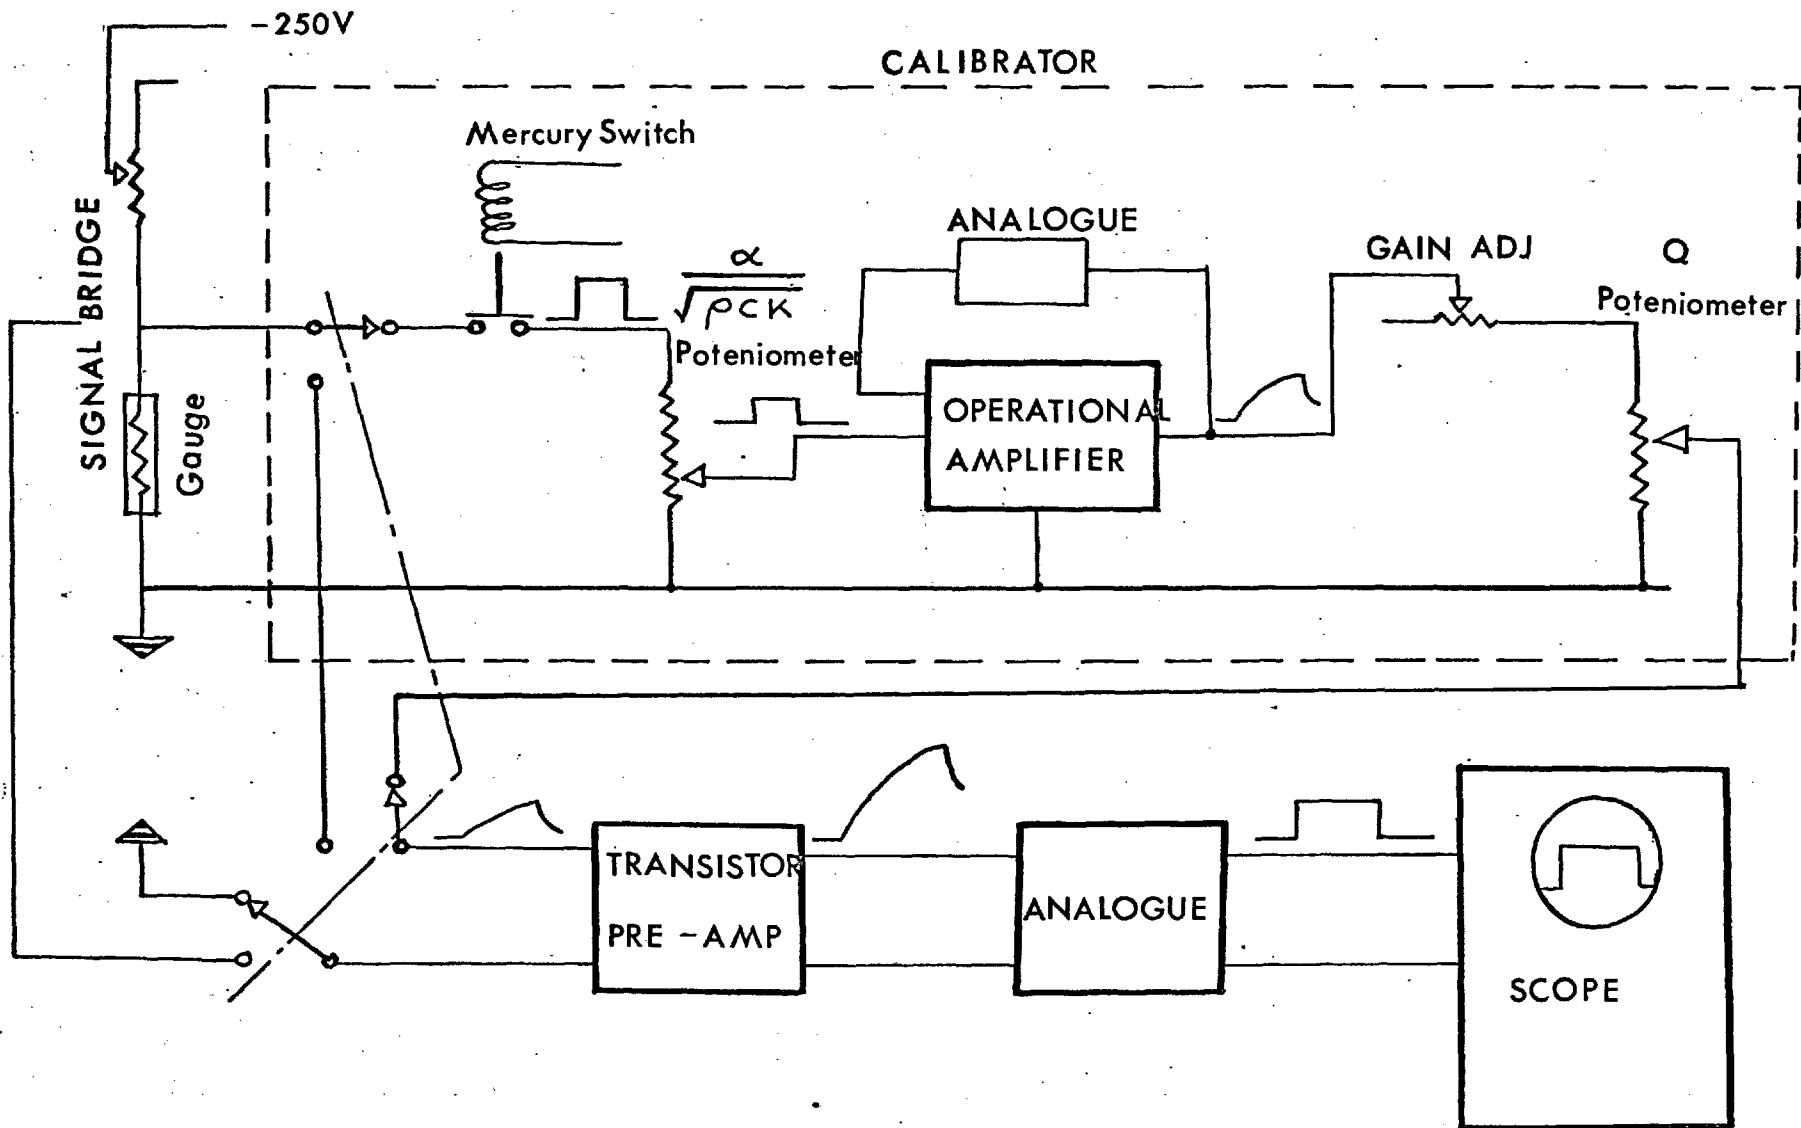 -250V
CALIBRATOR
Mercury Switch
SIGNAL BRIDGE
Gauge
α
√ρCK
Poteniometer
ANALOGUE
OPERATIONAL
AMPLIFIER
GAIN ADJ
Q
Poteniometer
TRANSISTOR
PRE-AMP
ANALOGUE
SCOPE